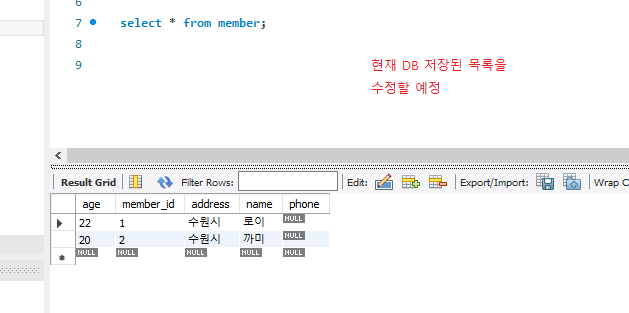 6
7 select * from member;
8
9
현재 DB 저장된 목록을
수정할 예정
Result Grid Filter Rows: Edit: Export/Import: Wrap C
age member_id address name phone
22 1 수원시 로이 NULL
20 2 수원시 까미 NULL
NULL NULL NULL NULL NULL